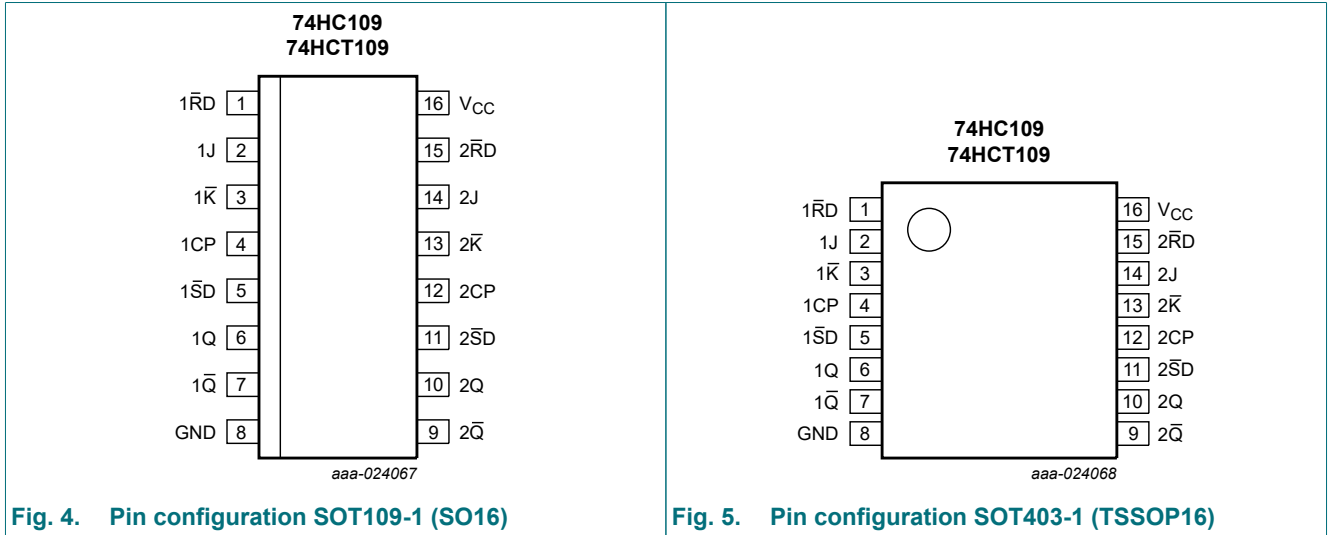 74HC109
74HCT109
1R̅D 1
16 VCC
1J 2
15 2R̅D
1K̅ 3
14 2J
1CP 4
13 2K̅
1S̅D 5
12 2CP
1Q 6
11 2S̅D
1Q̅ 7
10 2Q
GND 8
9 2Q̅
aaa-024067
Fig. 4. Pin configuration SOT109-1 (SO16)
74HC109
74HCT109
1R̅D 1
16 VCC
1J 2
15 2R̅D
1K̅ 3
14 2J
1CP 4
13 2K̅
1S̅D 5
12 2CP
1Q 6
11 2S̅D
1Q̅ 7
10 2Q
GND 8
9 2Q̅
aaa-024068
Fig. 5. Pin configuration SOT403-1 (TSSOP16)